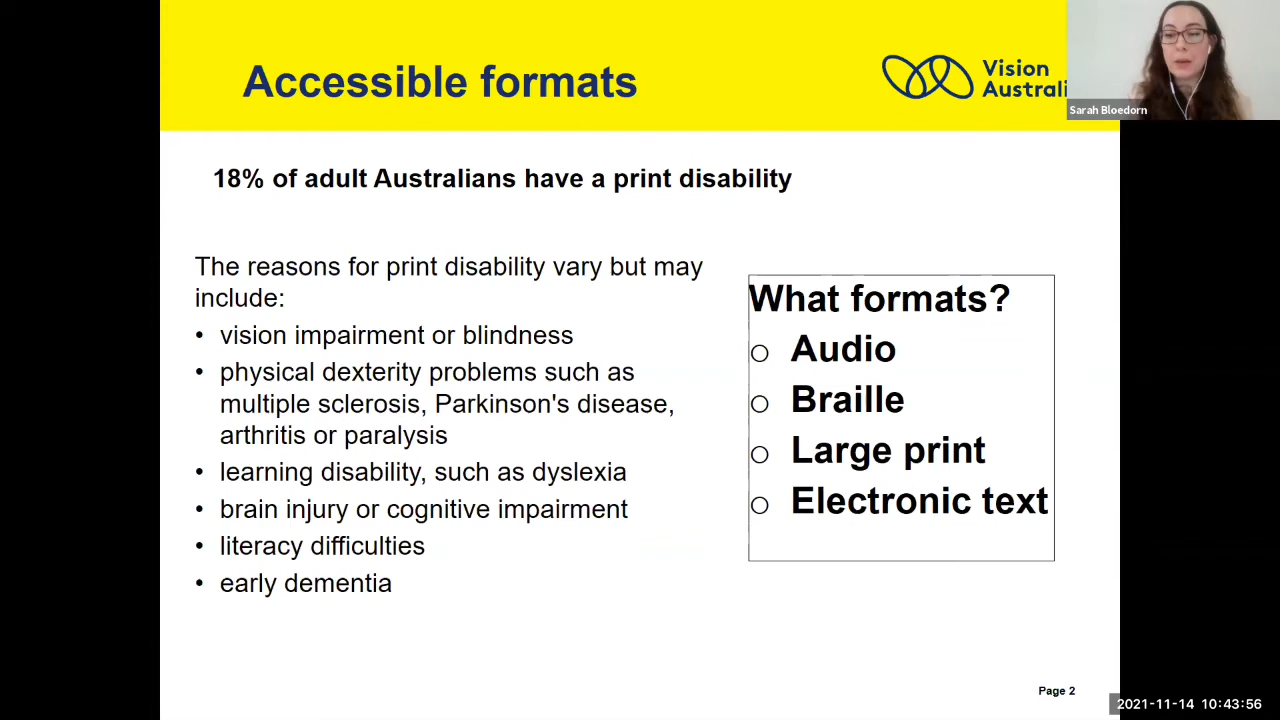 Accessible formats
Vision
Australi
Sarah Bloedorn
18% of adult Australians have a print disability
The reasons for print disability vary but may
include:
• vision impairment or blindness
• physical dexterity problems such as
multiple sclerosis, Parkinson's disease,
arthritis or paralysis
• learning disability, such as dyslexia
• brain injury or cognitive impairment
• literacy difficulties
• early dementia
What formats?
o Audio
o Braille
o Large print
o Electronic text
Page 2
2021-11-14 10:43:56